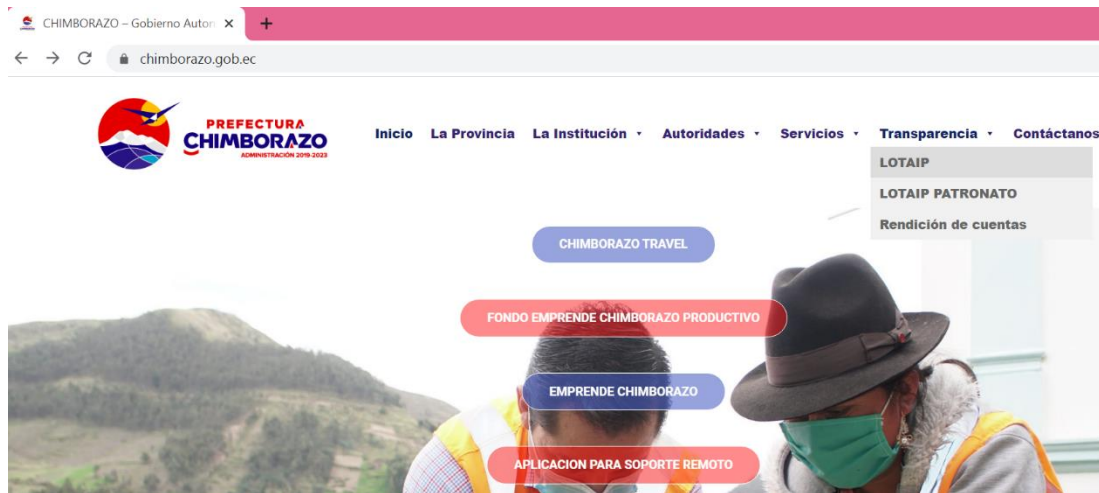 CHIMBORAZO – Gobierno Auton
chimborazo.gob.ec
PREFECTURA
CHIMBORAZO
ADMINISTRACIÓN 2019-2023
Inicio La Provincia La Institución Autoridades Servicios Transparencia Contáctanos
LOTAIP
LOTAIP PATRONATO
Rendición de cuentas
CHIMBORAZO TRAVEL
FONDO EMPRENDE CHIMBORAZO PRODUCTIVO
EMPRENDE CHIMBORAZO
APLICACION PARA SOPORTE REMOTO